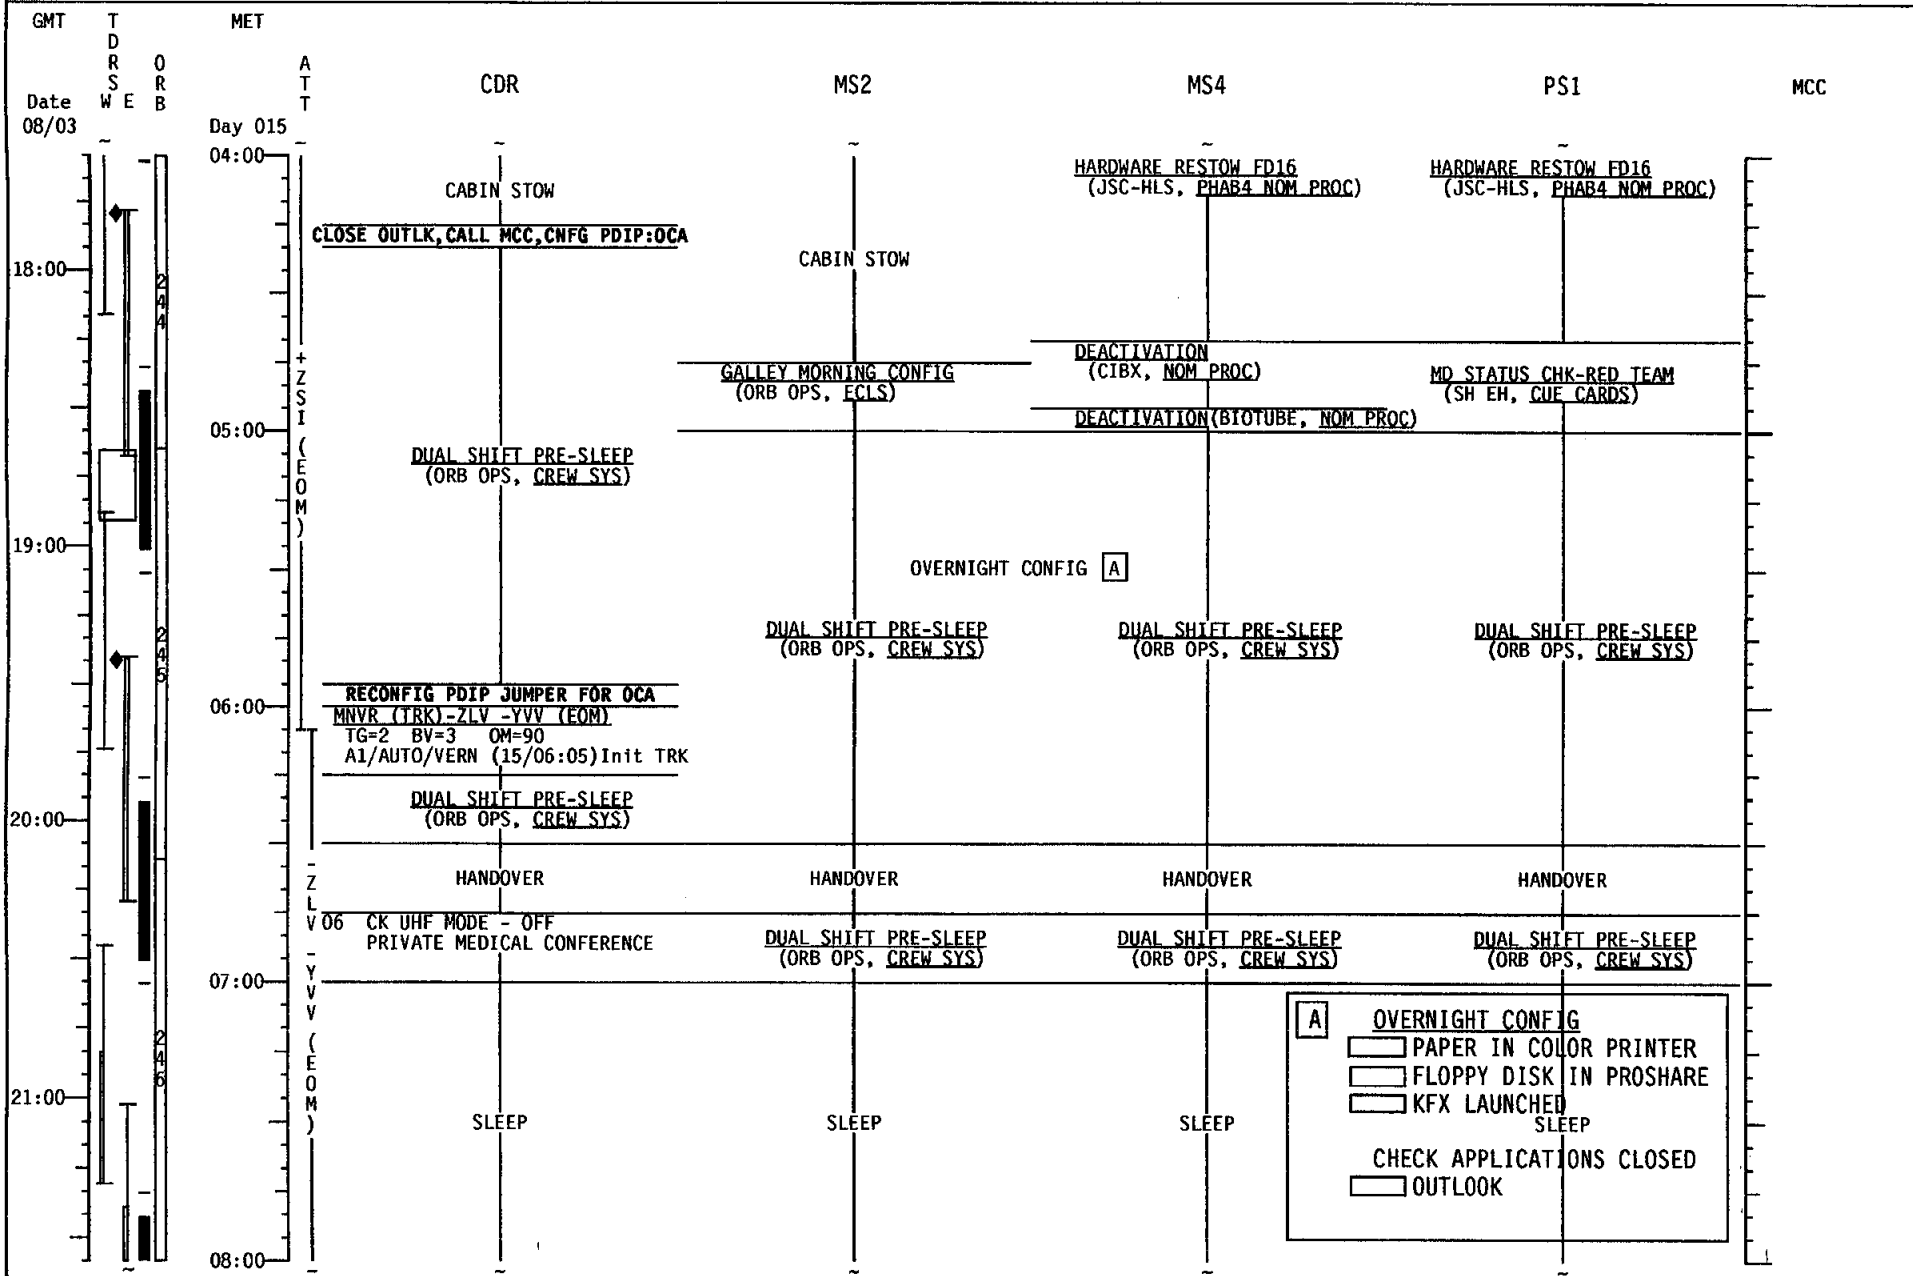 GMT
TDRS
MET
W E
ORB
ATT
CDR
MS2
MS4
PS1
MCC
Date
08/03
Day 015
04:00
HARDWARE RESTOW FD16
(JSC-HLS, PHAB4 NOM PROC)
HARDWARE RESTOW FD16
(JSC-HLS, PHAB4 NOM PROC)
CABIN STOW
CLOSE OUTLK,CALL MCC,CNFG PDIP:OCA
CABIN STOW
18:00
244
+ZSI (EOM)
DEACTIVATION
(CIBX, NOM PROC)
GALLEY MORNING CONFIG
(ORB OPS, ECLS)
MD STATUS CHK-RED TEAM
(SH EH, CUE CARDS)
DEACTIVATION(BIOTUBE, NOM PROC)
05:00
DUAL SHIFT PRE-SLEEP
(ORB OPS, CREW SYS)
19:00
OVERNIGHT CONFIG A
245
DUAL SHIFT PRE-SLEEP
(ORB OPS, CREW SYS)
DUAL SHIFT PRE-SLEEP
(ORB OPS, CREW SYS)
DUAL SHIFT PRE-SLEEP
(ORB OPS, CREW SYS)
RECONFIG PDIP JUMPER FOR OCA
06:00
MNVR (TRK)-ZLV -YVV (EOM)
TG=2 BV=3 OM=90
A1/AUTO/VERN (15/06:05)Init TRK
DUAL SHIFT PRE-SLEEP
(ORB OPS, CREW SYS)
20:00
-ZLV -YVV (EOM)
HANDOVER
HANDOVER
HANDOVER
HANDOVER
06 CK UHF MODE - OFF
PRIVATE MEDICAL CONFERENCE
DUAL SHIFT PRE-SLEEP
(ORB OPS, CREW SYS)
DUAL SHIFT PRE-SLEEP
(ORB OPS, CREW SYS)
DUAL SHIFT PRE-SLEEP
(ORB OPS, CREW SYS)
07:00
246
21:00
SLEEP
SLEEP
SLEEP
SLEEP
A OVERNIGHT CONFIG
PAPER IN COLOR PRINTER
FLOPPY DISK IN PROSHARE
KFX LAUNCHED
CHECK APPLICATIONS CLOSED
OUTLOOK
08:00